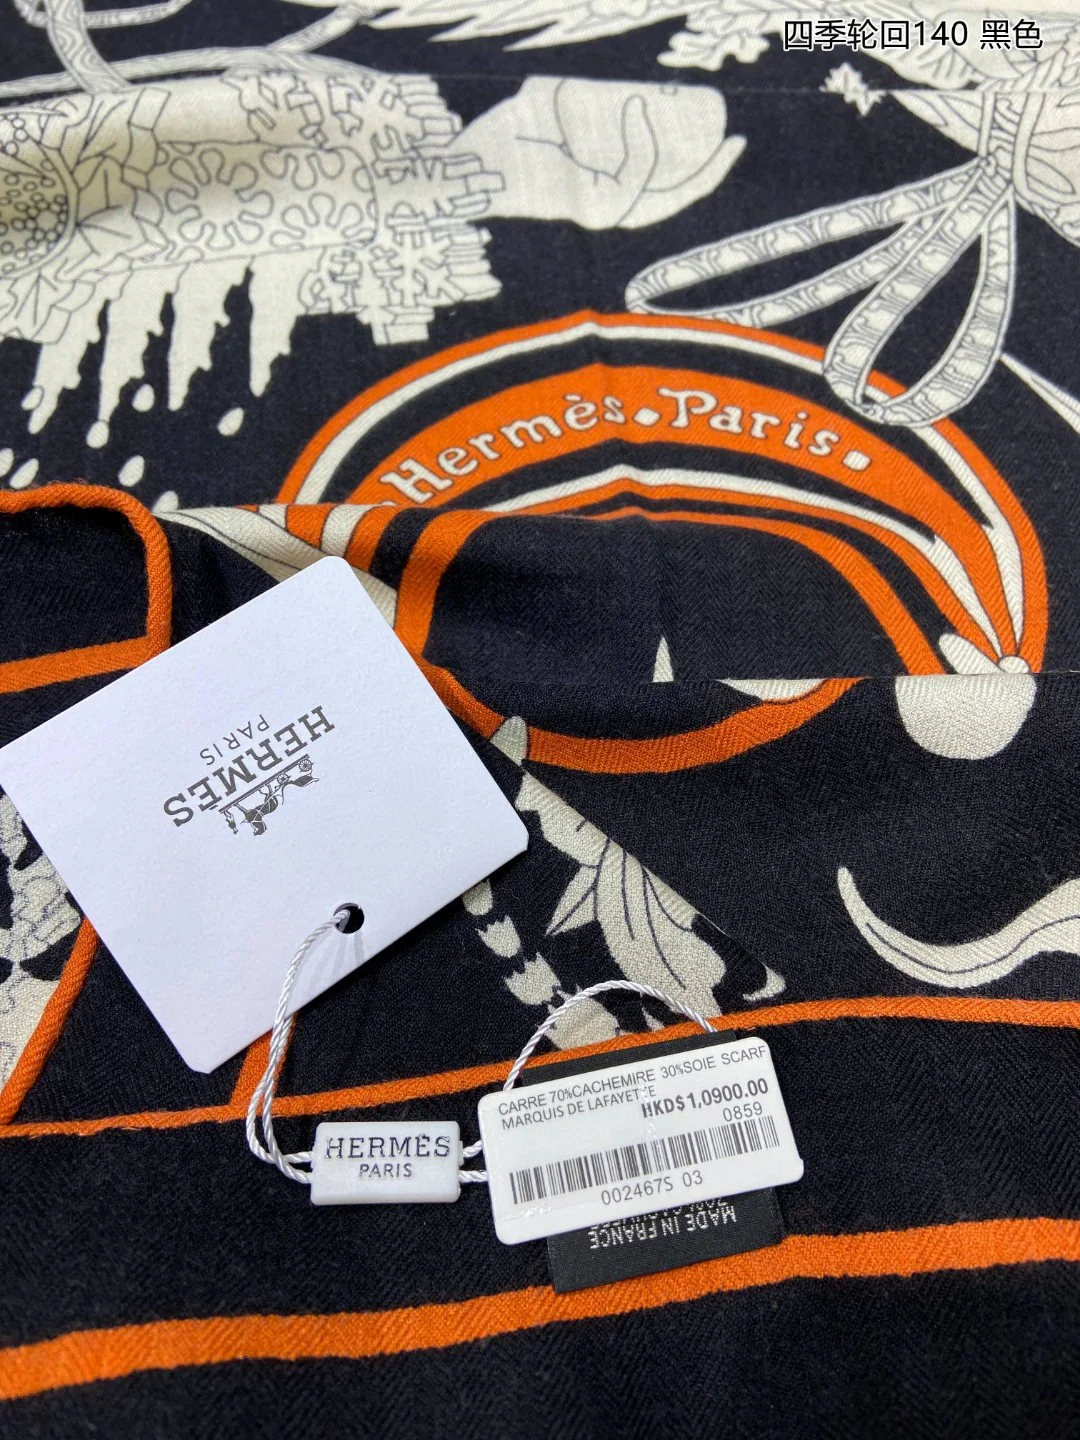 四季轮回140 黑色
Hermès.Paris.
HERMÈS
PARIS
CARRE 70%CACHEMIRE 30%SOIE SCARF
MARQUIS DE LAFAYETTE
HKD$1,0900.00
0859
002467S 03
HERMÈS
PARIS
MADE IN FRANCE